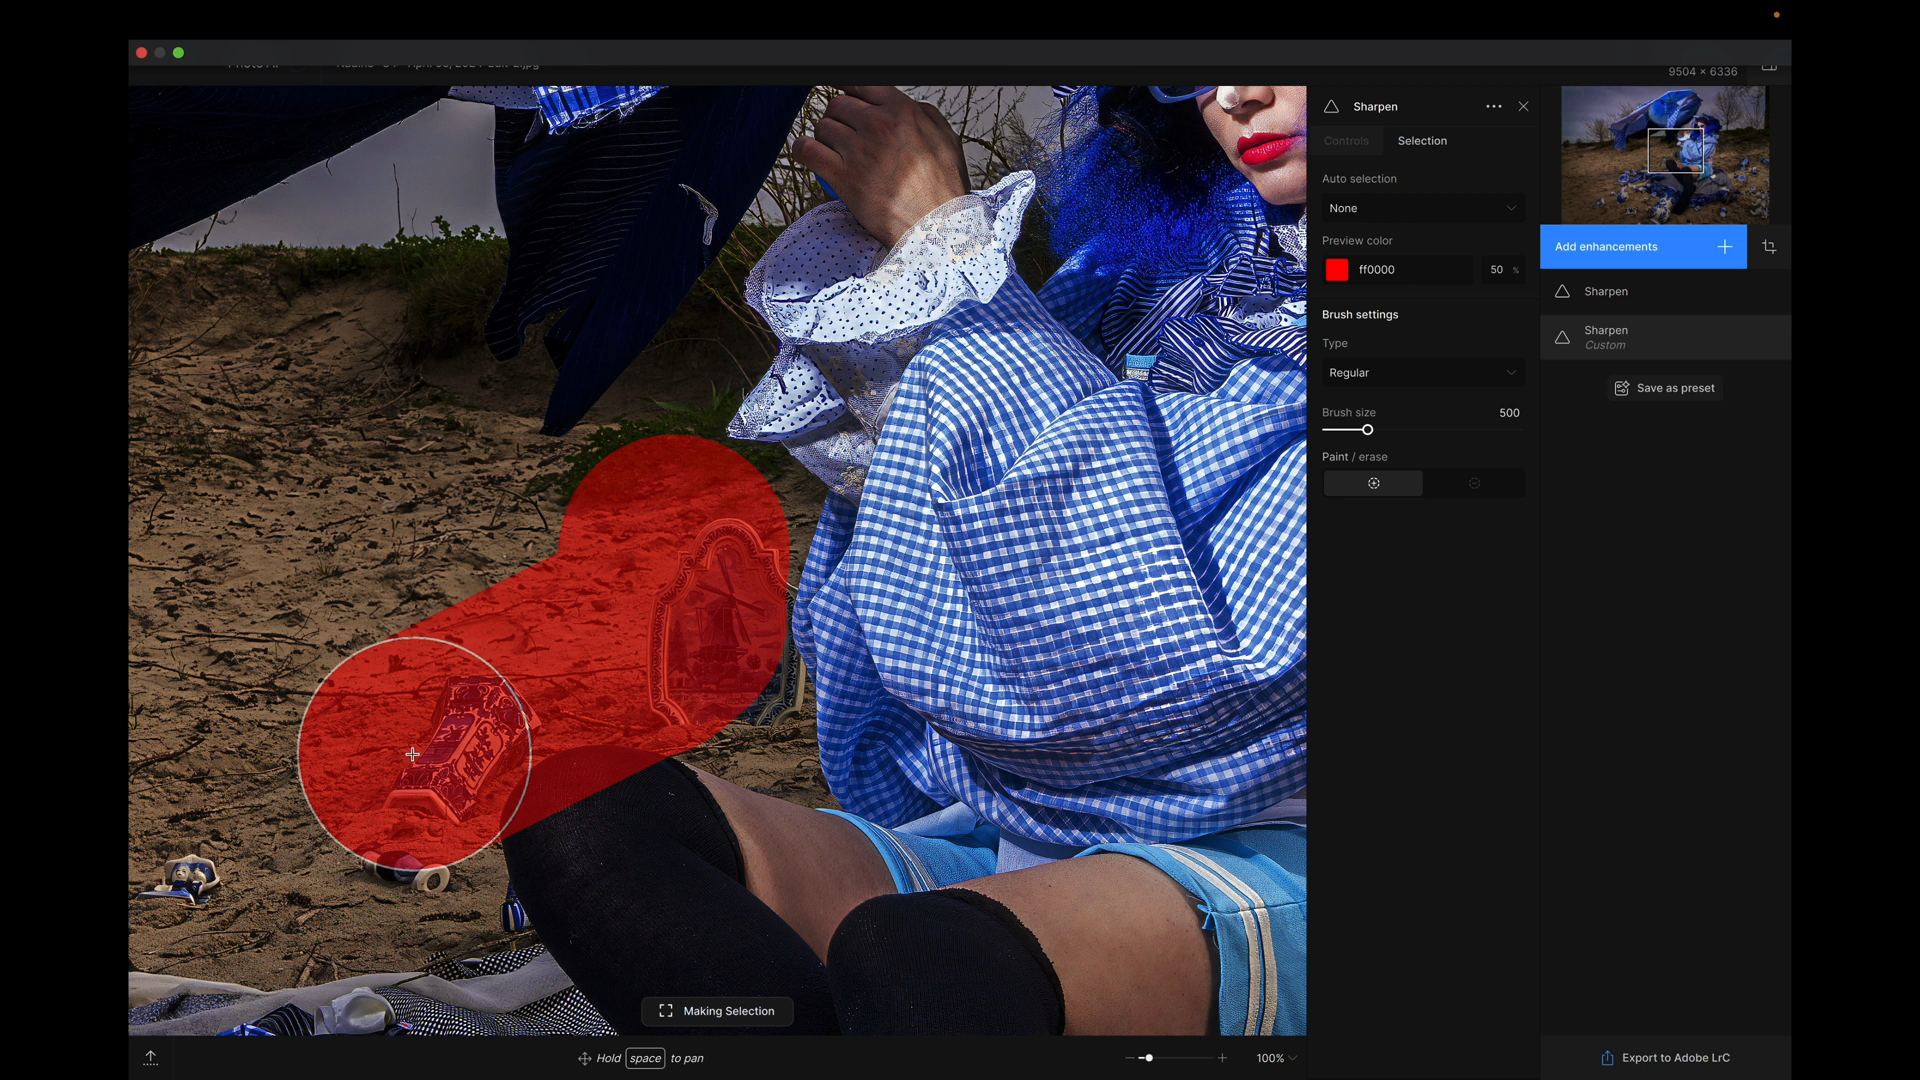 9504 × 6336
Sharpen
Controls
Selection
Auto selection
None
Preview color
ff0000
50 %
Brush settings
Type
Regular
Brush size
500
Paint / erase
Add enhancements
Sharpen
Sharpen
Custom
Save as preset
Making Selection
Hold space to pan
100%
Export to Adobe LrC